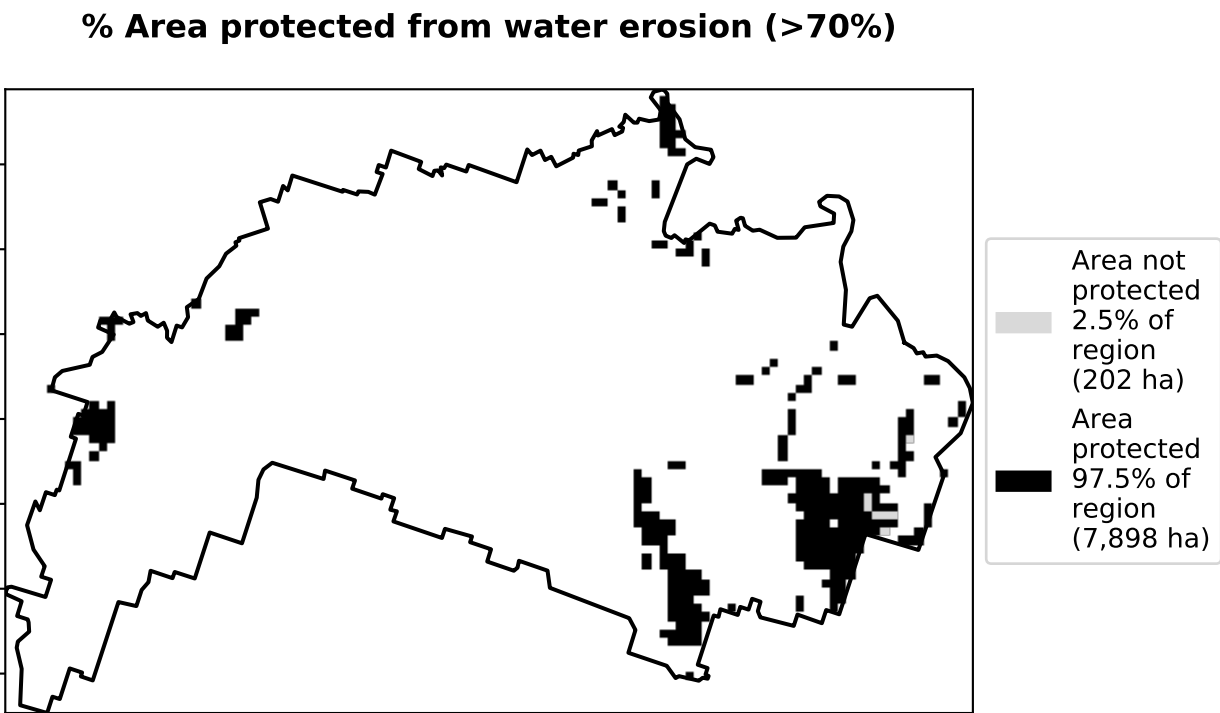 % Area protected from water erosion (>70%)
Area not
protected
2.5% of
region
(202 ha)
Area
protected
97.5% of
region
(7,898 ha)